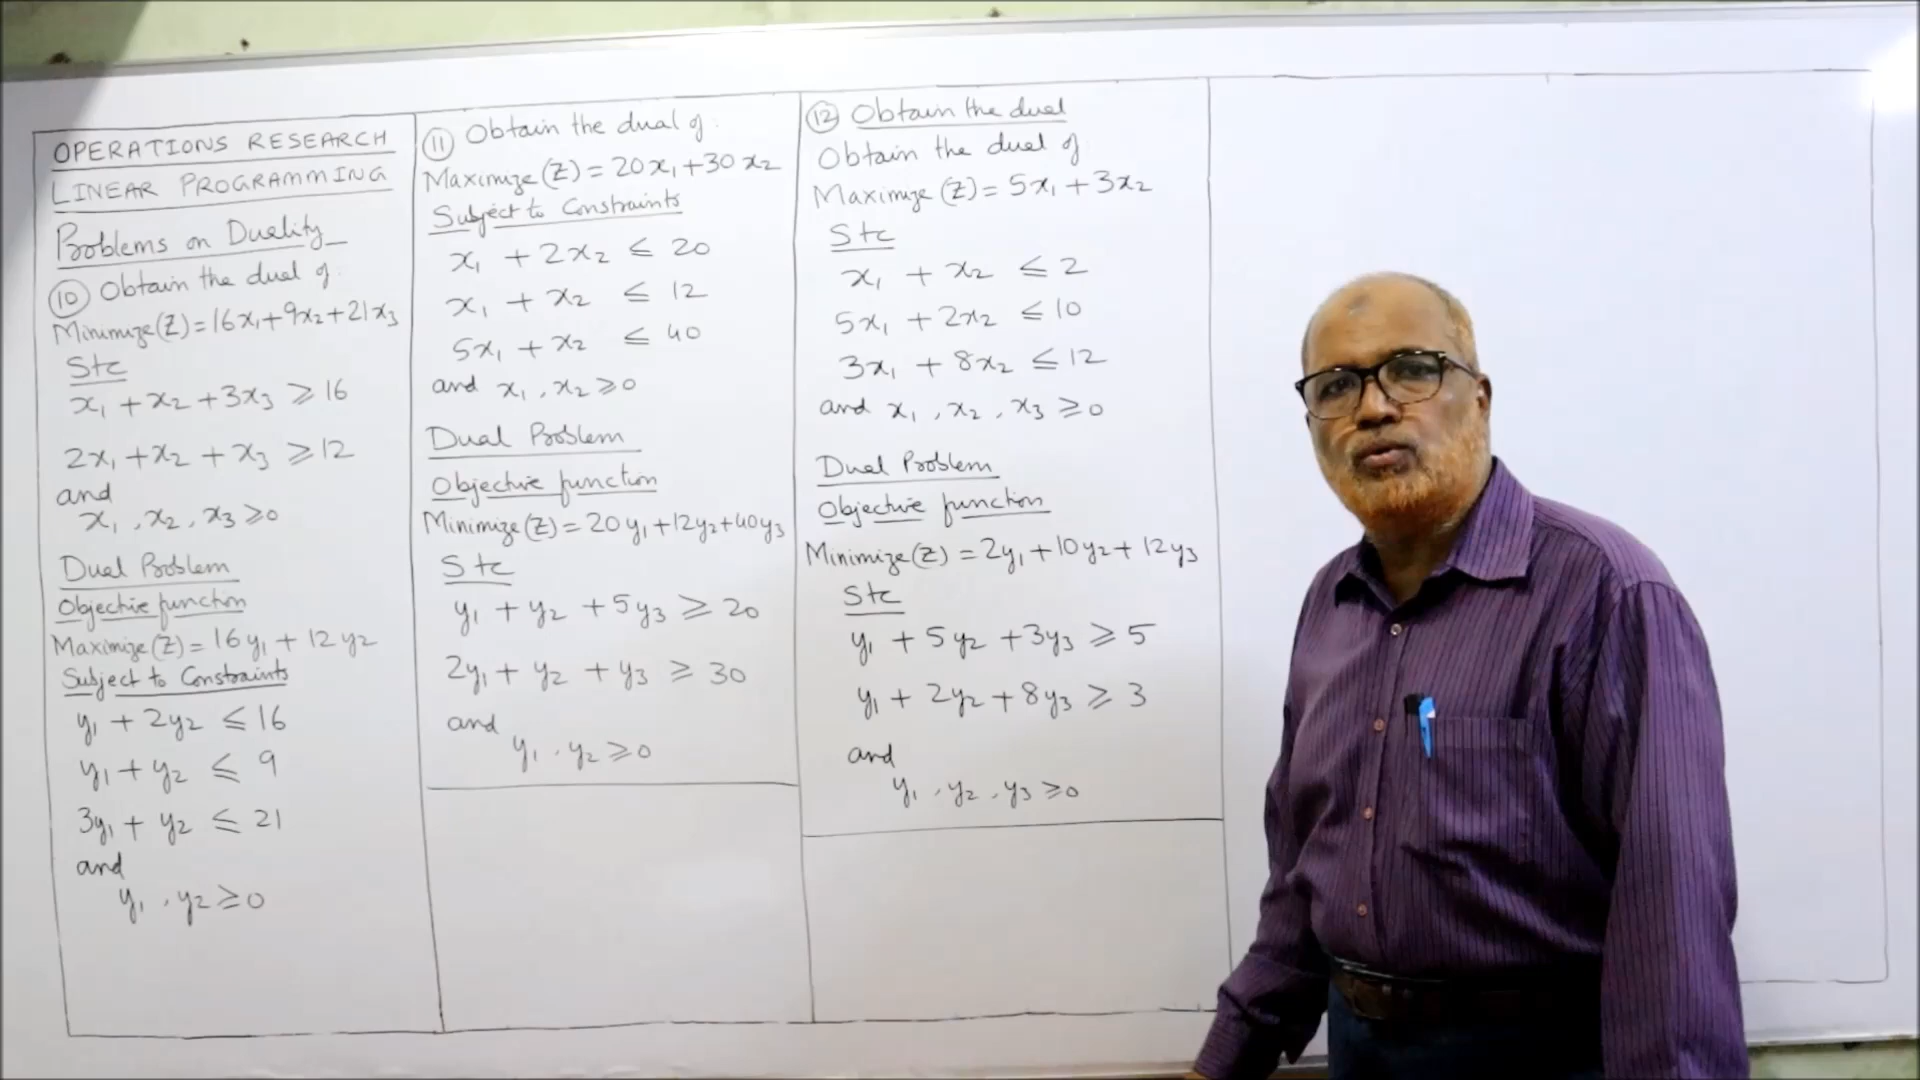 OPERATIONS RESEARCH
LINEAR PROGRAMMING
Problems on Duality
⑩ Obtain the dual of:
Minimize(Z)=16x₁+9x₂+21x₃
Stc
x₁ + x₂ + 3x₃ ⩾ 16
2x₁ + x₂ + x₃ ⩾ 12
and
x₁, x₂, x₃ ⩾ 0
Dual Problem
Objective function
Maximize(Z)= 16y₁ + 12y₂
Subject to Constraints
y₁ + 2y₂ ⩽ 16
y₁ + y₂ ⩽ 9
3y₁ + y₂ ⩽ 21
and
y₁, y₂ ⩾ 0
⑪ Obtain the dual of:
Maximize(Z) = 20x₁ + 30x₂
Subject to Constraints
x₁ + 2x₂ ⩽ 20
x₁ + x₂ ⩽ 12
5x₁ + x₂ ⩽ 40
and x₁, x₂ ⩾ 0
Dual Problem
Objective function
Minimize(Z) = 20y₁+12y₂+40y₃
Stc
y₁ + y₂ + 5y₃ ⩾ 20
2y₁ + y₂ + y₃ ⩾ 30
and
y₁, y₂ ⩾ 0
⑫ Obtain the dual
Obtain the dual of
Maximize(Z) = 5x₁ + 3x₂
Stc
x₁ + x₂ ⩽ 2
5x₁ + 2x₂ ⩽ 10
3x₁ + 8x₂ ⩽ 12
and x₁, x₂, x₃ ⩾ 0
Dual Problem
Objective function
Minimize(Z) = 2y₁ + 10y₂ + 12y₃
Stc
y₁ + 5y₂ + 3y₃ ⩾ 5
y₁ + 2y₂ + 8y₃ ⩾ 3
and
y₁, y₂, y₃ ⩾ 0